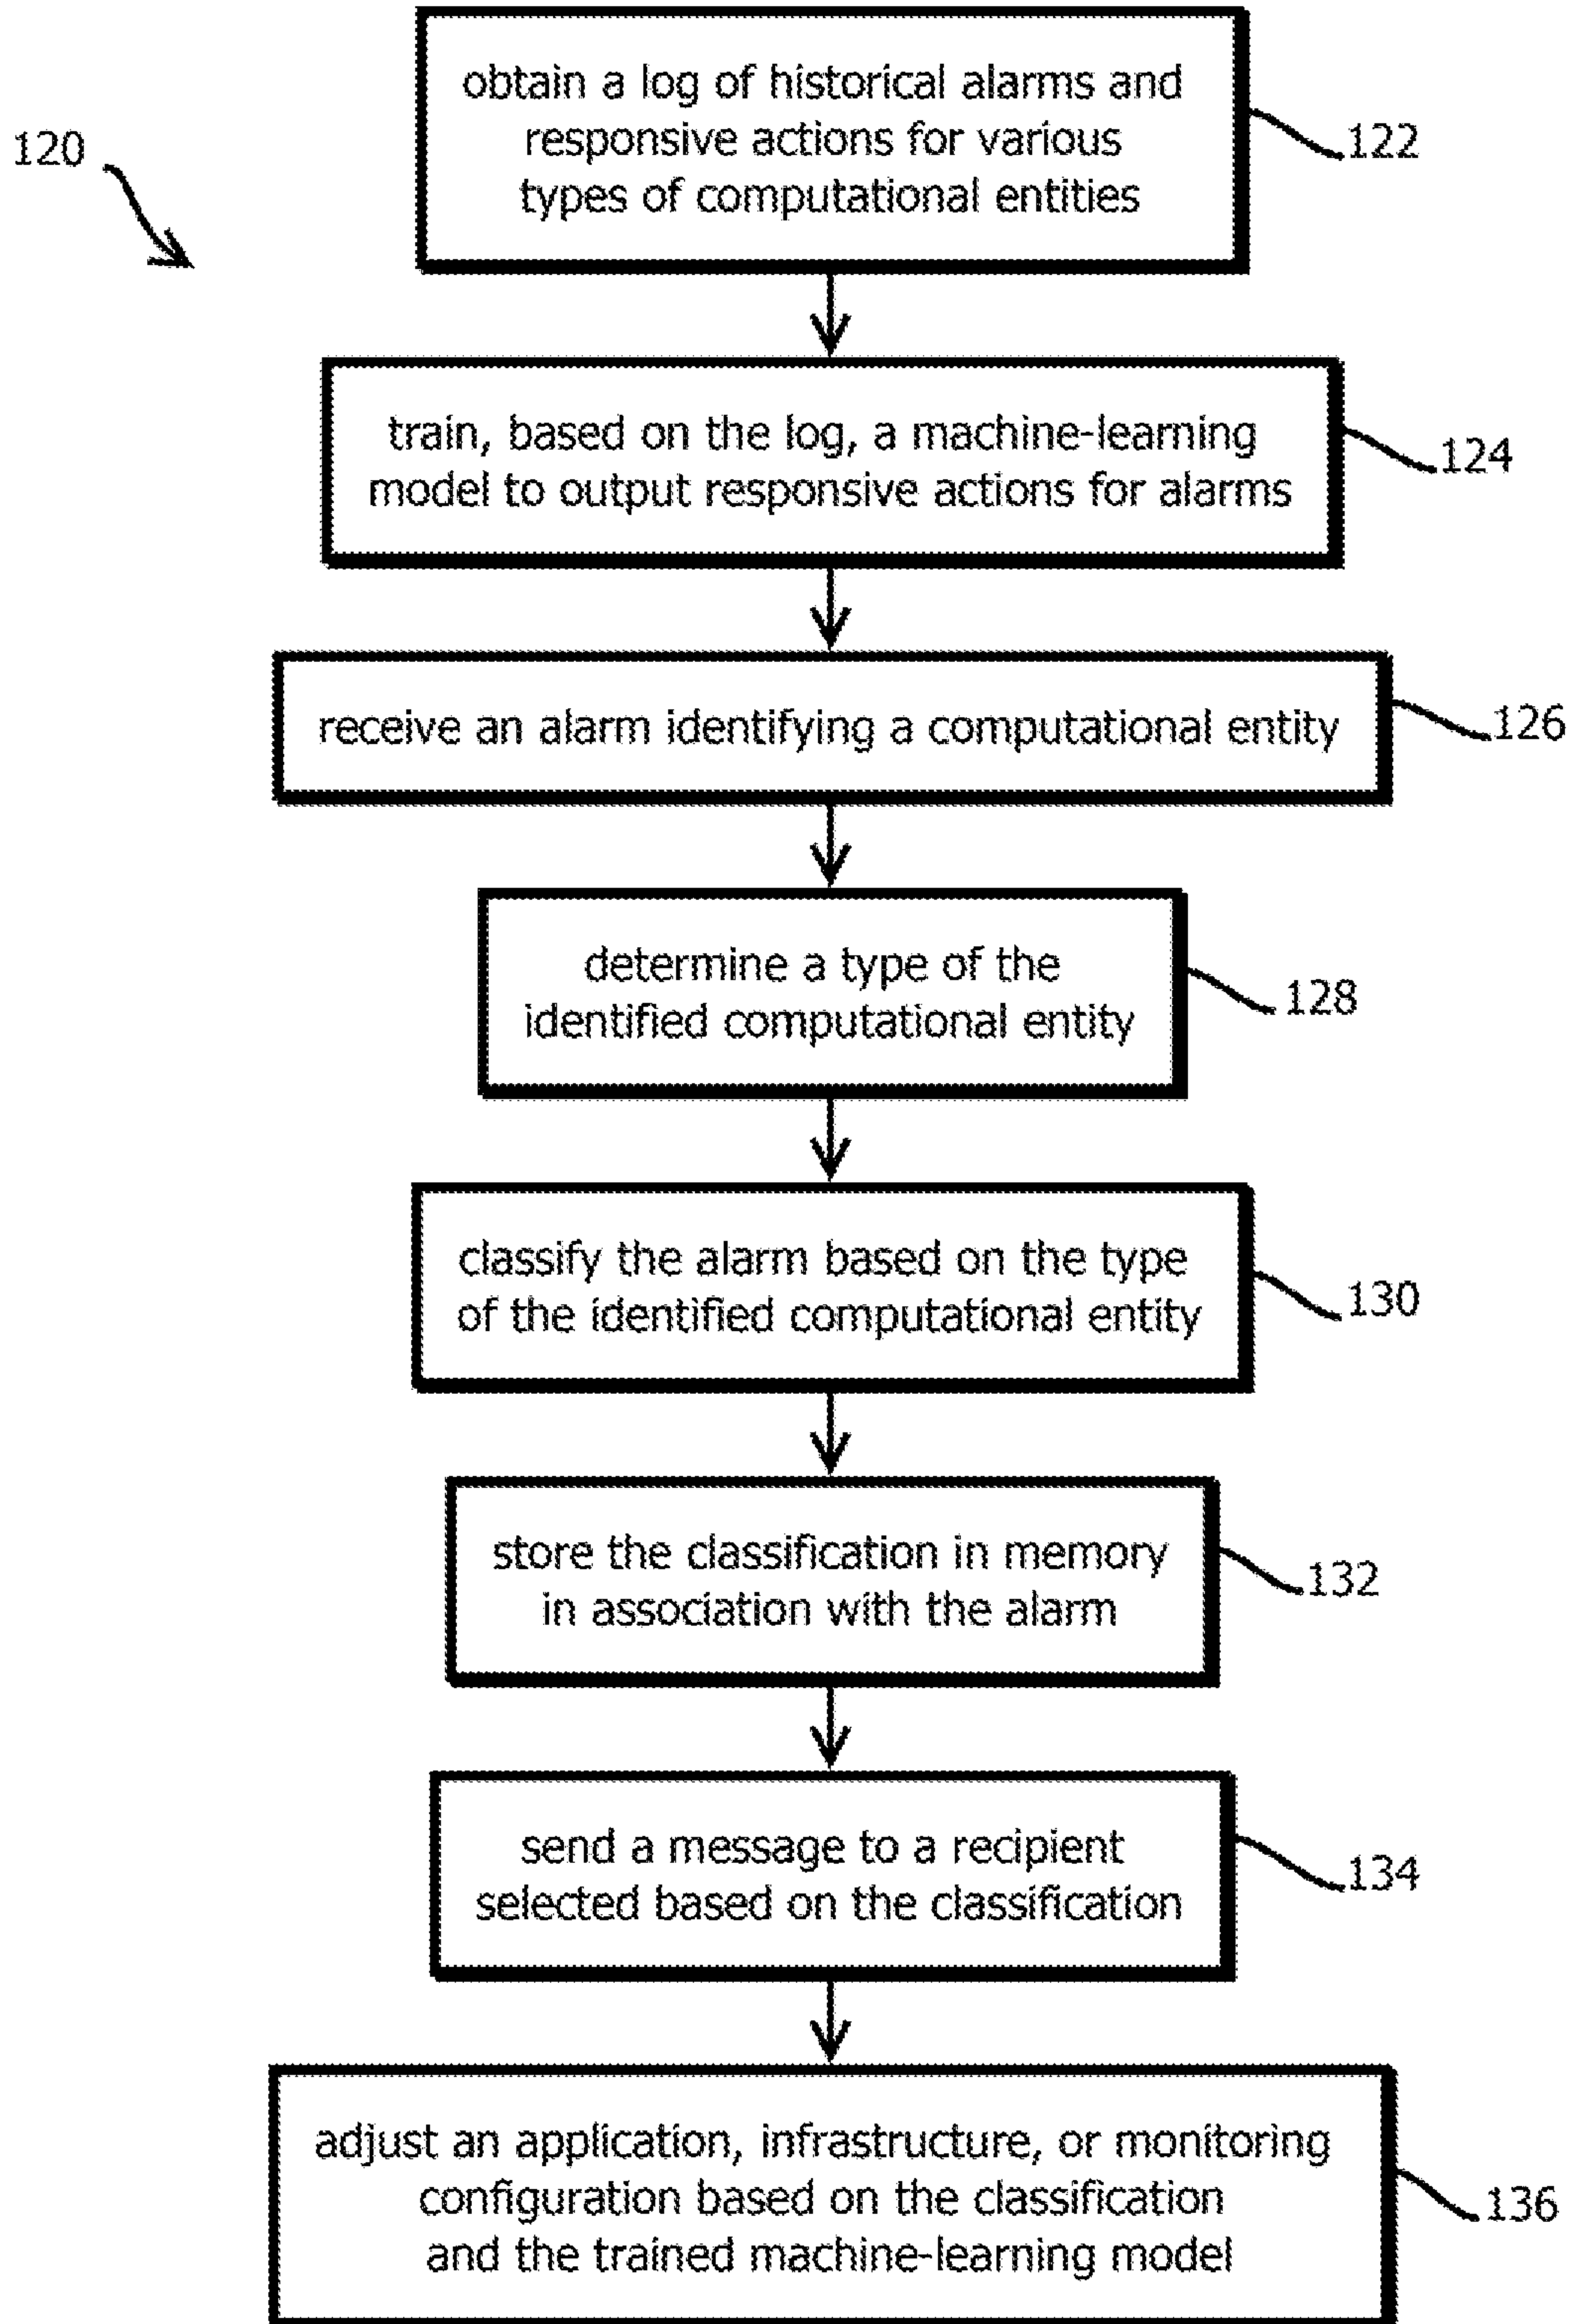 120
obtain a log of historical alarms and
responsive actions for various
types of computational entities
122
train, based on the log, a machine-learning
model to output responsive actions for alarms
124
receive an alarm identifying a computational entity
126
determine a type of the
identified computational entity
128
classify the alarm based on the type
of the identified computational entity
130
store the classification in memory
in association with the alarm
132
send a message to a recipient
selected based on the classification
134
adjust an application, infrastructure, or monitoring
configuration based on the classification
and the trained machine-learning model
136